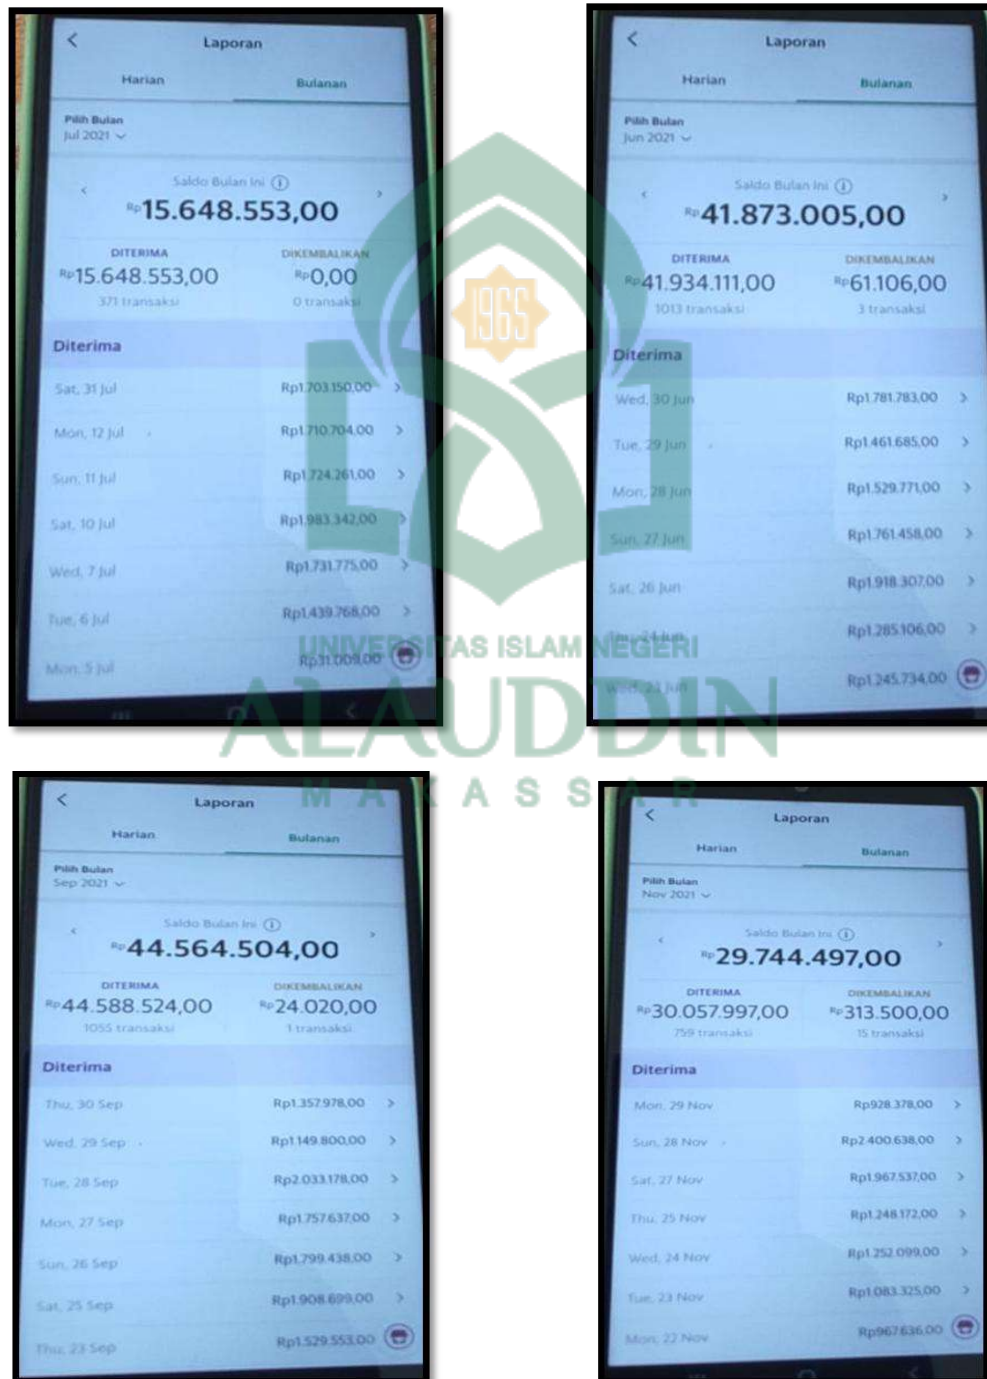 Laporan
Harian Bulanan
Pilih Bulan
Jul 2021
Saldo Bulan Ini
Rp15.648.553,00
DITERIMA DIKEMBALIKAN
Rp15.648.553,00 Rp0,00
371 transaksi 0 transaksi
Diterima
Sat, 31 Jul Rp1.703.150,00
Mon, 12 Jul Rp1.710.704,00
Sun, 11 Jul Rp1.724.261,00
Sat, 10 Jul Rp1.983.342,00
Wed, 7 Jul Rp1.731.775,00
Tue, 6 Jul Rp1.439.768,00
Mon, 5 Jul Rp31.009,00
Laporan
Harian Bulanan
Pilih Bulan
Jun 2021
Saldo Bulan Ini
Rp41.873.005,00
DITERIMA DIKEMBALIKAN
Rp41.934.111,00 Rp61.106,00
1013 transaksi 3 transaksi
Diterima
Wed, 30 Jun Rp1.781.783,00
Tue, 29 Jun Rp1.461.685,00
Mon, 28 Jun Rp1.529.771,00
Sun, 27 Jun Rp1.761.458,00
Sat, 26 Jun Rp1.918.307,00
24 Jun Rp1.285.106,00
Wed, 23 Jun Rp1.245.734,00
1965
UNIVERSITAS ISLAM NEGERI
ALAUDDIN
MAKASSAR
Laporan
Harian Bulanan
Pilih Bulan
Sep 2021
Saldo Bulan Ini
Rp44.564.504,00
DITERIMA DIKEMBALIKAN
Rp44.588.524,00 Rp24.020,00
1055 transaksi 1 transaksi
Diterima
Thu, 30 Sep Rp1.357.978,00
Wed, 29 Sep Rp1.149.800,00
Tue, 28 Sep Rp2.033.178,00
Mon, 27 Sep Rp1.757.637,00
Sun, 26 Sep Rp1.799.438,00
Sat, 25 Sep Rp1.908.699,00
Thu, 23 Sep Rp1.529.553,00
Laporan
Harian Bulanan
Pilih Bulan
Nov 2021
Saldo Bulan Ini
Rp29.744.497,00
DITERIMA DIKEMBALIKAN
Rp30.057.997,00 Rp313.500,00
759 transaksi 15 transaksi
Diterima
Mon, 29 Nov Rp928.378,00
Sun, 28 Nov Rp2.400.638,00
Sat, 27 Nov Rp1.967.537,00
Thu, 25 Nov Rp1.248.172,00
Wed, 24 Nov Rp1.252.099,00
Tue, 23 Nov Rp1.083.325,00
Mon, 22 Nov Rp967.636,00